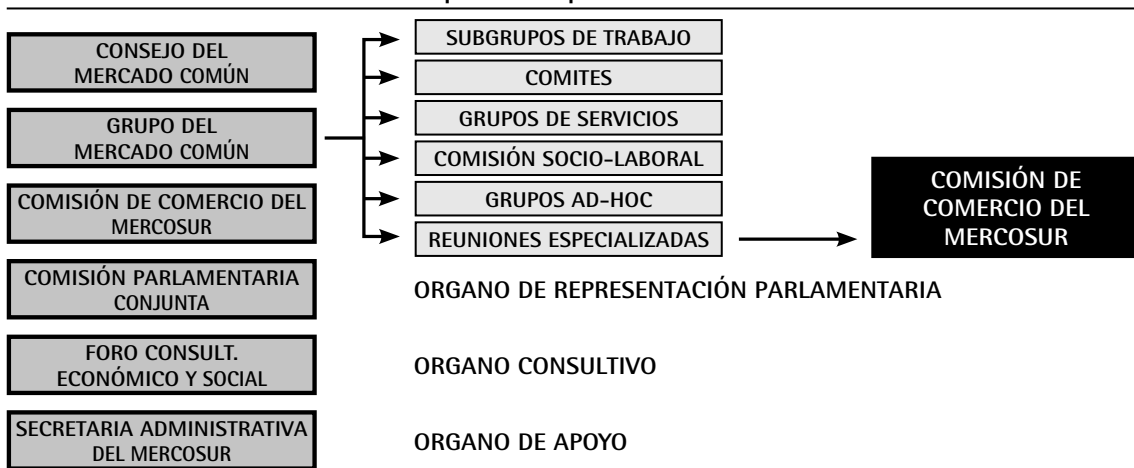 CONSEJO DEL
MERCADO COMÚN
GRUPO DEL
MERCADO COMÚN
COMISIÓN DE COMERCIO DEL
MERCOSUR
COMISIÓN PARLAMENTARIA
CONJUNTA
FORO CONSULT.
ECONÓMICO Y SOCIAL
SECRETARIA ADMINISTRATIVA
DEL MERCOSUR
SUBGRUPOS DE TRABAJO
COMITES
GRUPOS DE SERVICIOS
COMISIÓN SOCIO-LABORAL
GRUPOS AD-HOC
REUNIONES ESPECIALIZADAS
ORGANO DE REPRESENTACIÓN PARLAMENTARIA
ORGANO CONSULTIVO
ORGANO DE APOYO
COMISIÓN DE
COMERCIO DEL
MERCOSUR